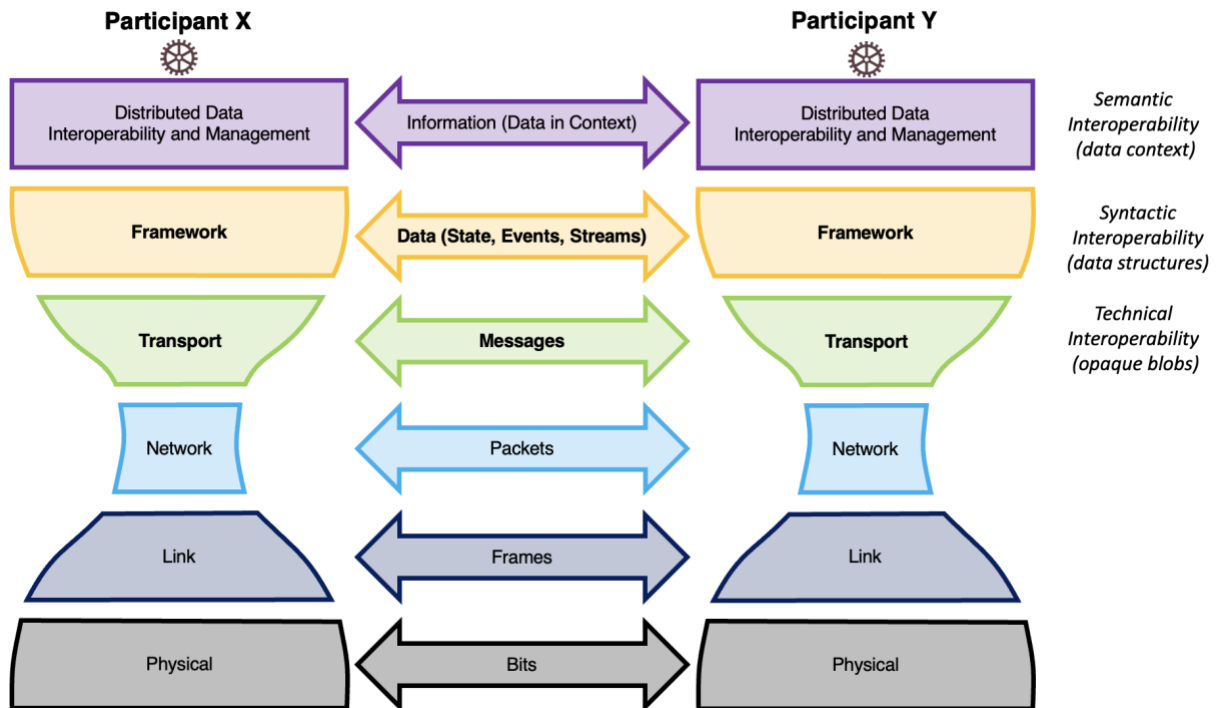 Participant X
Participant Y
Distributed Data
Interoperability and Management
Information (Data in Context)
Distributed Data
Interoperability and Management
Semantic
Interoperability
(data context)
Framework
Data (State, Events, Streams)
Framework
Syntactic
Interoperability
(data structures)
Transport
Messages
Transport
Technical
Interoperability
(opaque blobs)
Network
Packets
Network
Link
Frames
Link
Physical
Bits
Physical